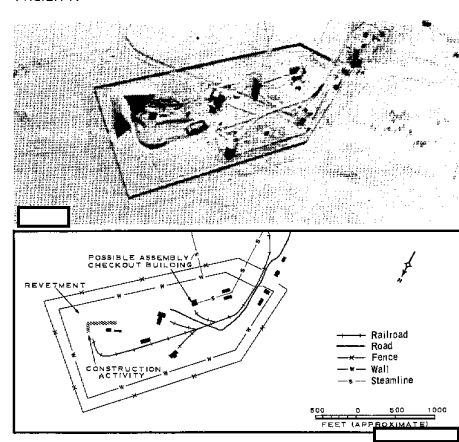 POSSIBLE ASSEMBLY
CHECKOUT BUILDING
REVETMENT
N
CONSTRUCTION
ACTIVITY
Railroad
Road
Fence
Wall
Steamline
500 0 500 1000
FEET (APPROXIMATE)